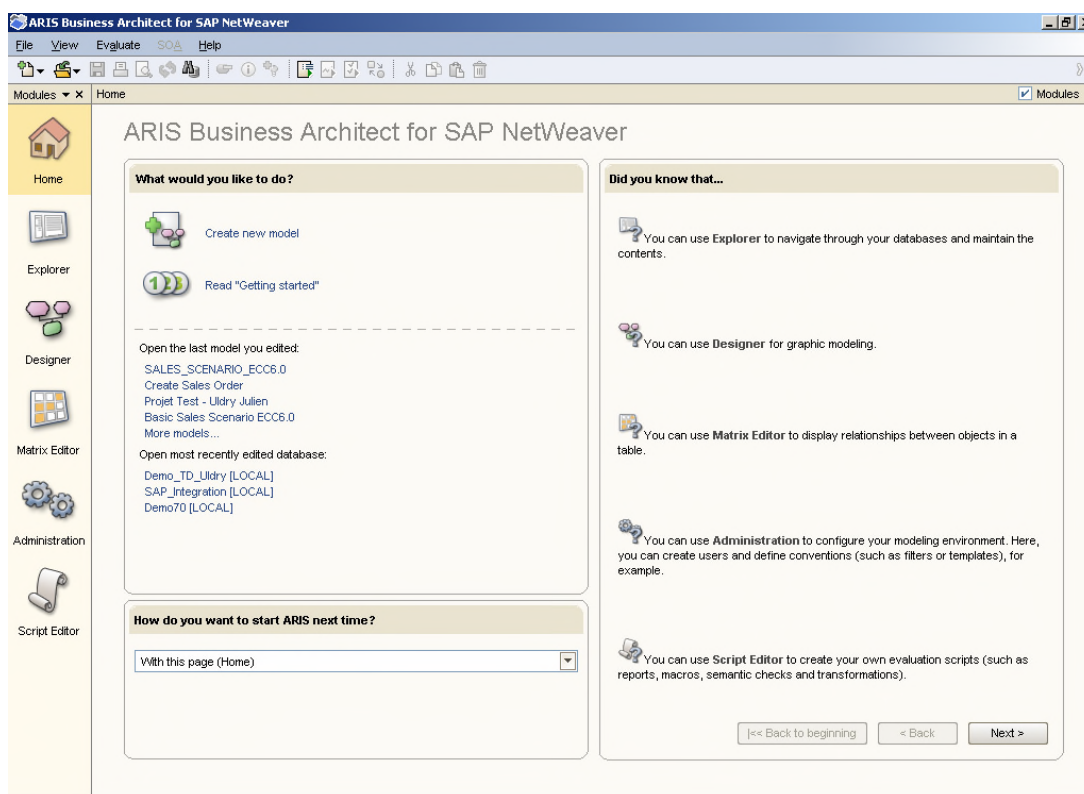 ARIS Business Architect for SAP NetWeaver
File View Evaluate SOA Help
Modules
Home
Modules
Home
Explorer
Designer
Matrix Editor
Administration
Script Editor
ARIS Business Architect for SAP NetWeaver
What would you like to do?
Create new model
123
Read "Getting started"
Open the last model you edited:
SALES_SCENARIO_ECC6.0
Create Sales Order
Projet Test - Uldry Julien
Basic Sales Scenario ECC6.0
More models...
Open most recently edited database:
Demo_TD_Uldry [LOCAL]
SAP_Integration [LOCAL]
Demo70 [LOCAL]
How do you want to start ARIS next time?
With this page (Home)
Did you know that...
You can use Explorer to navigate through your databases and maintain the
contents.
You can use Designer for graphic modeling.
You can use Matrix Editor to display relationships between objects in a
table.
You can use Administration to configure your modeling environment. Here,
you can create users and define conventions (such as filters or templates), for
example.
You can use Script Editor to create your own evaluation scripts (such as
reports, macros, semantic checks and transformations).
|<< Back to beginning
< Back
Next >